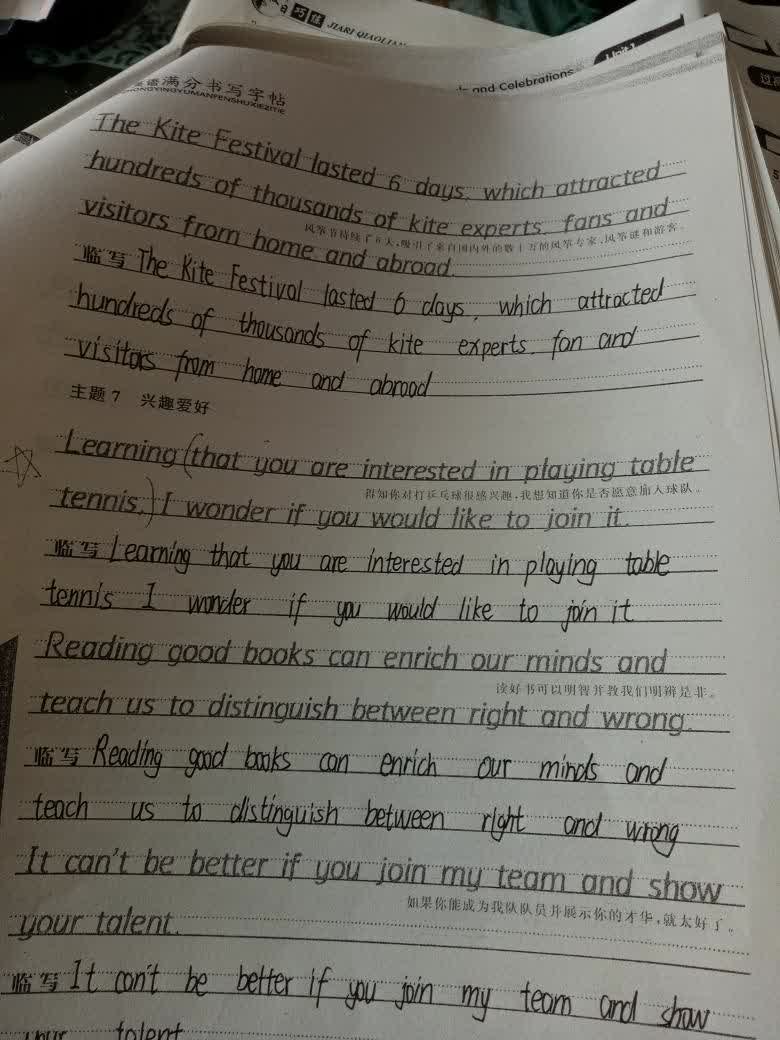 巧练
JIARI QIAOLIAN
Unit 1
and Celebrations
满分书写字帖
The Kite Festival lasted 6 days, which attracted
hundreds of thousands of kite experts, fans and
风筝节持续了6天,吸引了来自国内外的数十万的风筝专家、风筝迷和游客。
visitors from home and abroad.
临写 The Kite Festival lasted 6 days, which attracted
hundreds of thousands of kite experts. fan and
visitors from home and abroad
主题7 兴趣爱好
Learning (that you are interested in playing table
得知你对打乒乓球很感兴趣,我想知道你是否愿意加入球队。
tennis,) I wonder if you would like to join it.
临写 Learning that you are interested in playing table
tennis I wonder if you would like to join it
Reading good books can enrich our minds and
读好书可以明智并教我们明辨是非。
teach us to distinguish between right and wrong.
临写 Reading good books can enrich our minds and
teach us to distinguish between right and wrong
It can't be better if you join my team and show
如果你能成为我队队员并展示你的才华,就太好了。
your talent.
临写 It can't be better if you join my team and show
your talent